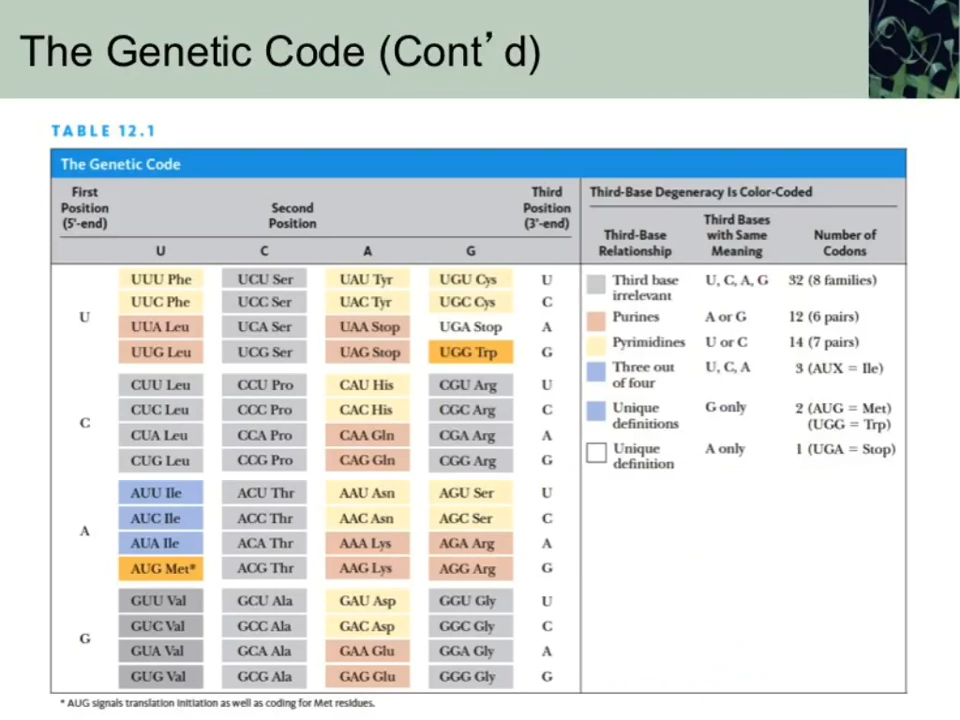 The Genetic Code (Cont’d)
TABLE 12.1
The Genetic Code
First Position (5'-end)
Second Position
Third Position (3'-end)
U C A G
U
UUU Phe UCU Ser UAU Tyr UGU Cys U
UUC Phe UCC Ser UAC Tyr UGC Cys C
UUA Leu UCA Ser UAA Stop UGA Stop A
UUG Leu UCG Ser UAG Stop UGG Trp G
C
CUU Leu CCU Pro CAU His CGU Arg U
CUC Leu CCC Pro CAC His CGC Arg C
CUA Leu CCA Pro CAA Gln CGA Arg A
CUG Leu CCG Pro CAG Gln CGG Arg G
A
AUU Ile ACU Thr AAU Asn AGU Ser U
AUC Ile ACC Thr AAC Asn AGC Ser C
AUA Ile ACA Thr AAA Lys AGA Arg A
AUG Met* ACG Thr AAG Lys AGG Arg G
G
GUU Val GCU Ala GAU Asp GGU Gly U
GUC Val GCC Ala GAC Asp GGC Gly C
GUA Val GCA Ala GAA Glu GGA Gly A
GUG Val GCG Ala GAG Glu GGG Gly G
Third-Base Degeneracy Is Color-Coded
Third-Base Relationship
Third Bases with Same Meaning
Number of Codons
Third base irrelevant U, C, A, G 32 (8 families)
Purines A or G 12 (6 pairs)
Pyrimidines U or C 14 (7 pairs)
Three out of four U, C, A 3 (AUX = Ile)
Unique definitions G only 2 (AUG = Met) (UGG = Trp)
Unique definition A only 1 (UGA = Stop)
* AUG signals translation initiation as well as coding for Met residues.